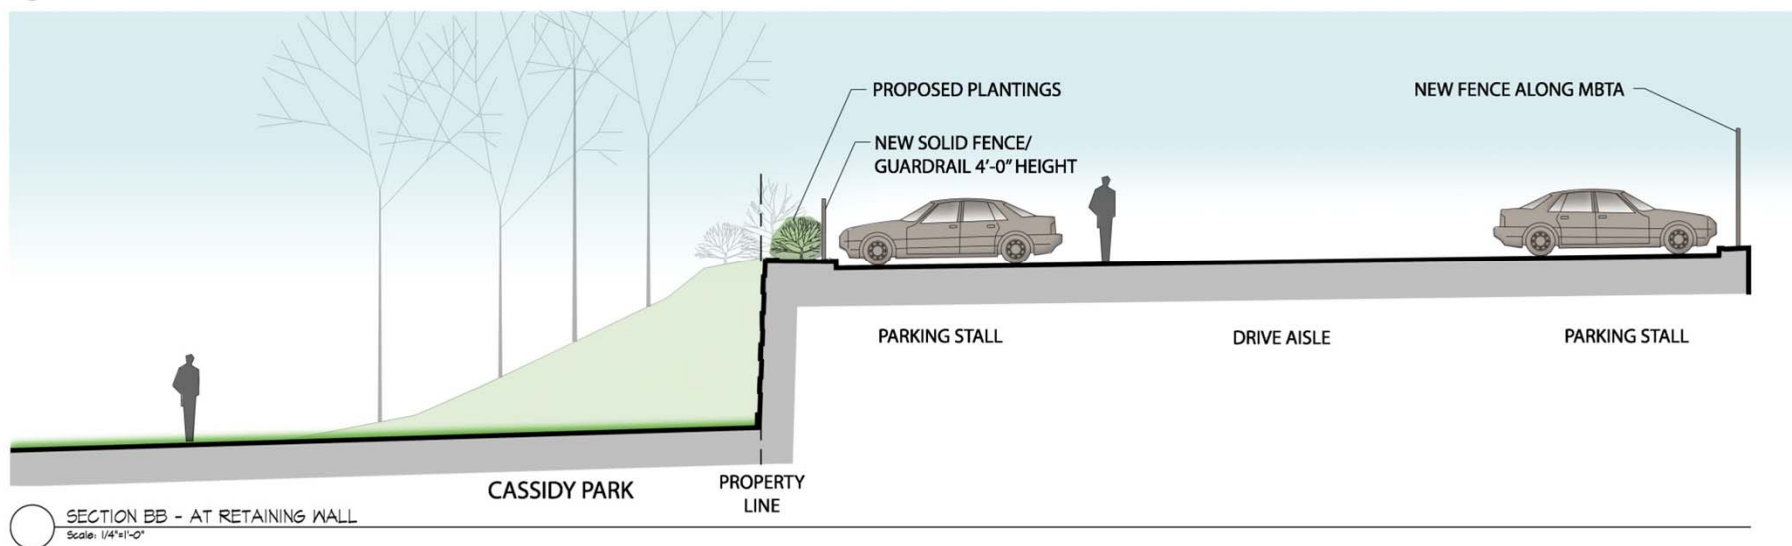 PROPOSED PLANTINGS
NEW FENCE ALONG MBTA
NEW SOLID FENCE/
GUARDRAIL 4'-0" HEIGHT
PARKING STALL
DRIVE AISLE
PARKING STALL
CASSIDY PARK
PROPERTY
LINE
SECTION BB - AT RETAINING WALL
Scale: 1/4"=1'-0"